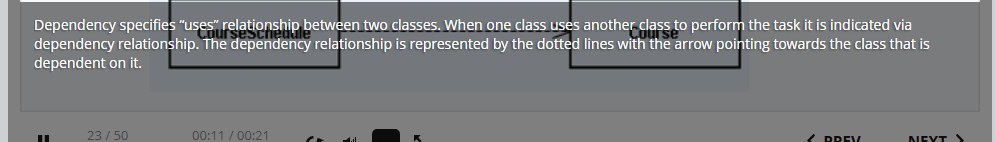 Dependency specifies “uses” relationship between two classes. When one class uses another class to perform the task it is indicated via
dependency relationship. The dependency relationship is represented by the dotted lines with the arrow pointing towards the class that is
dependent on it.
CourseSchedule Course
23 / 50 00:11 / 00:21 PREV NEXT